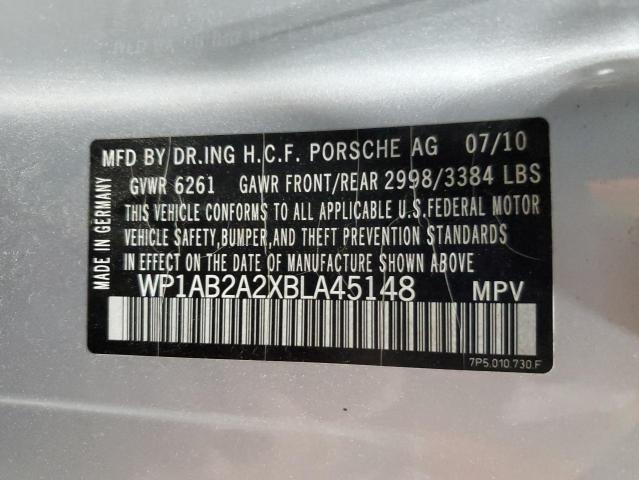 MFD BY DR.ING H.C.F. PORSCHE AG 07/10
GVWR 6261 GAWR FRONT/REAR 2998/3384 LBS
THIS VEHICLE CONFORMS TO ALL APPLICABLE U.S.FEDERAL MOTOR
VEHICLE SAFETY,BUMPER,AND THEFT PREVENTION STANDARDS
IN EFFECT ON THE DATE OF MANUFACTURE SHOWN ABOVE
WP1AB2A2XBLA45148 MPV
7P5.010.730.F
MADE IN GERMANY